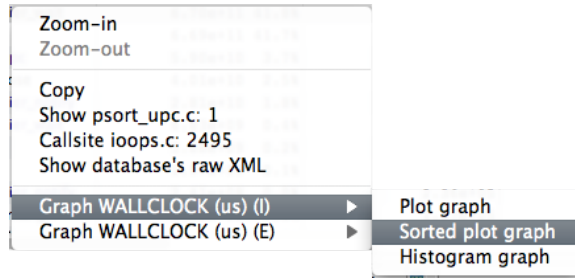 Zoom-in
Zoom-out
Copy
Show psort_upc.c: 1
Callsite ioops.c: 2495
Show database's raw XML
Graph WALLCLOCK (us) (I)
Graph WALLCLOCK (us) (E)
Plot graph
Sorted plot graph
Histogram graph